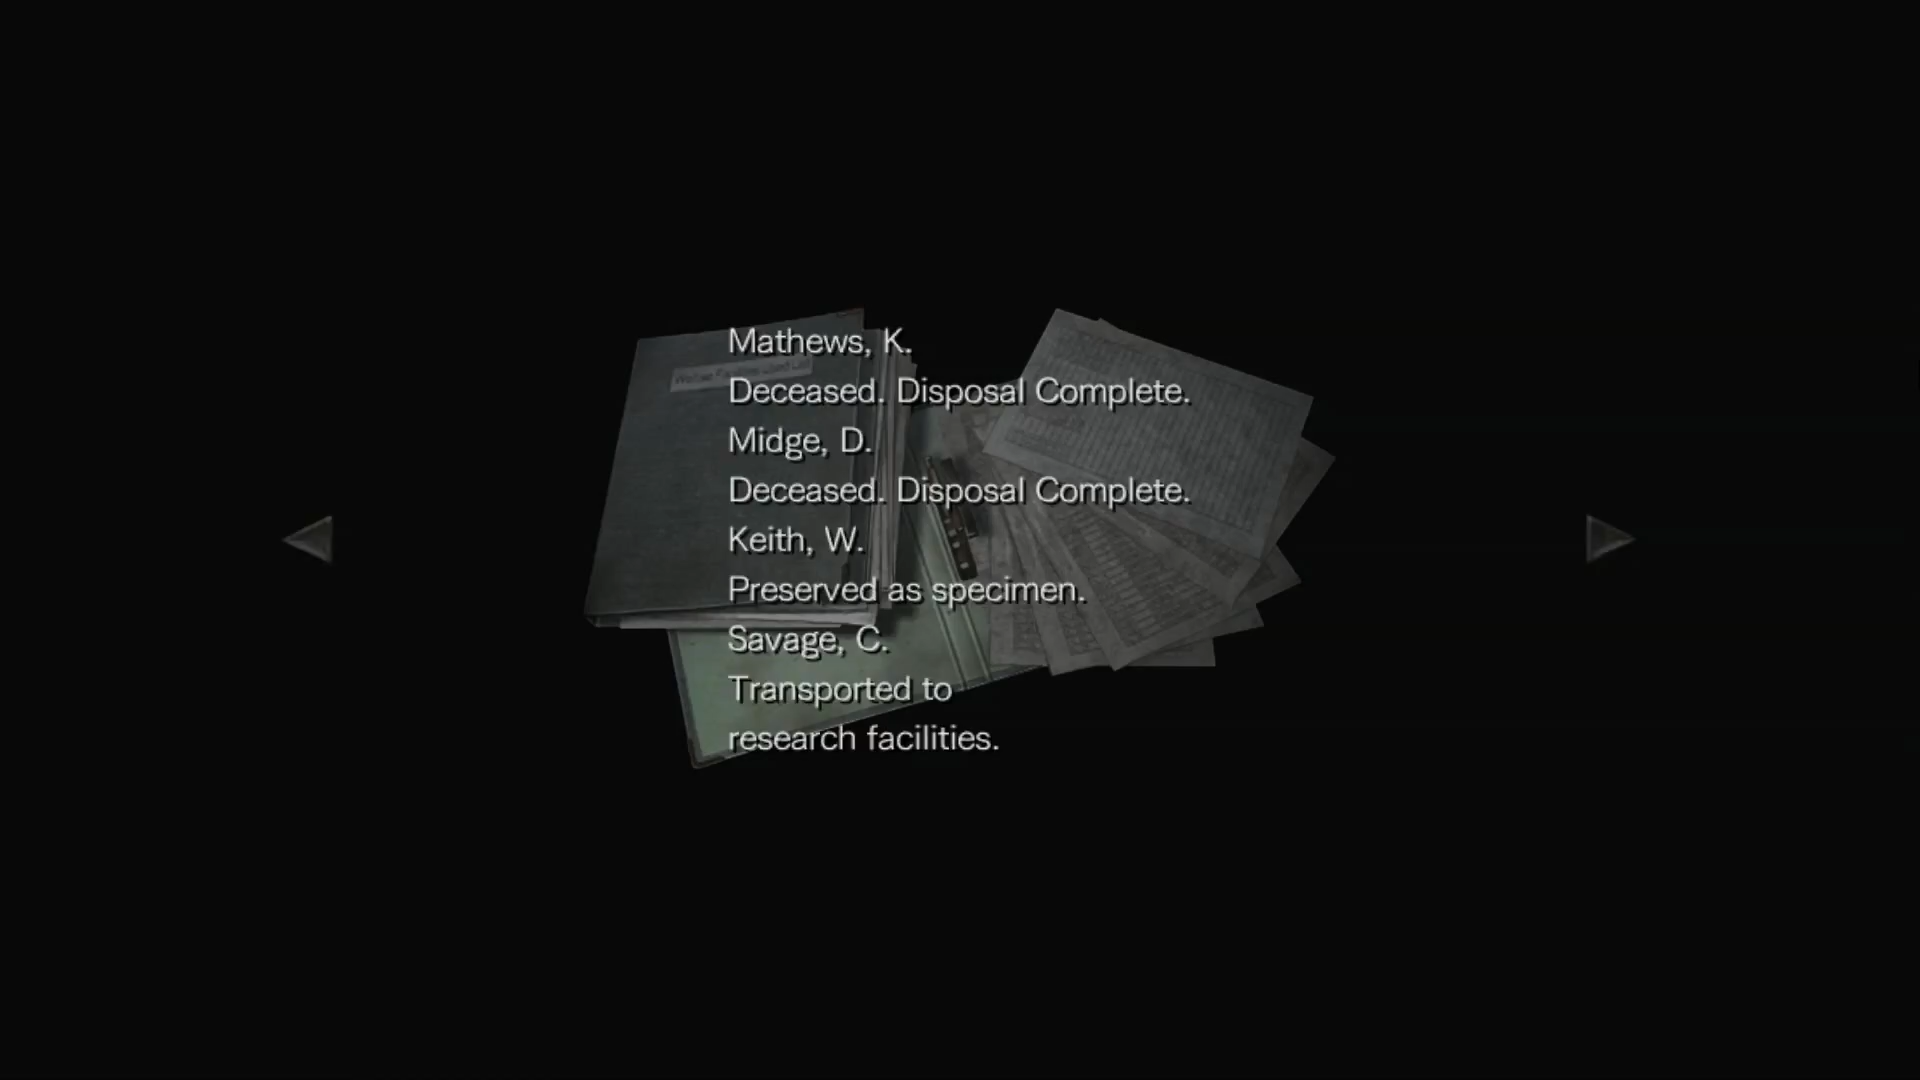 Mathews, K.
Deceased. Disposal Complete.
Midge, D.
Deceased. Disposal Complete.
Keith, W.
Preserved as specimen.
Savage, C.
Transported to
research facilities.